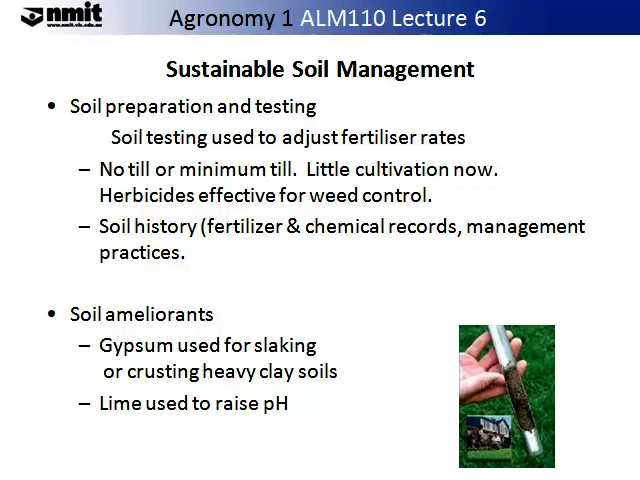 nmit
www.nmit.vic.edu.au
Agronomy 1 ALM110 Lecture 6
Sustainable Soil Management
• Soil preparation and testing
Soil testing used to adjust fertiliser rates
– No till or minimum till. Little cultivation now.
Herbicides effective for weed control.
– Soil history (fertilizer & chemical records, management
practices.
• Soil ameliorants
– Gypsum used for slaking
or crusting heavy clay soils
– Lime used to raise pH